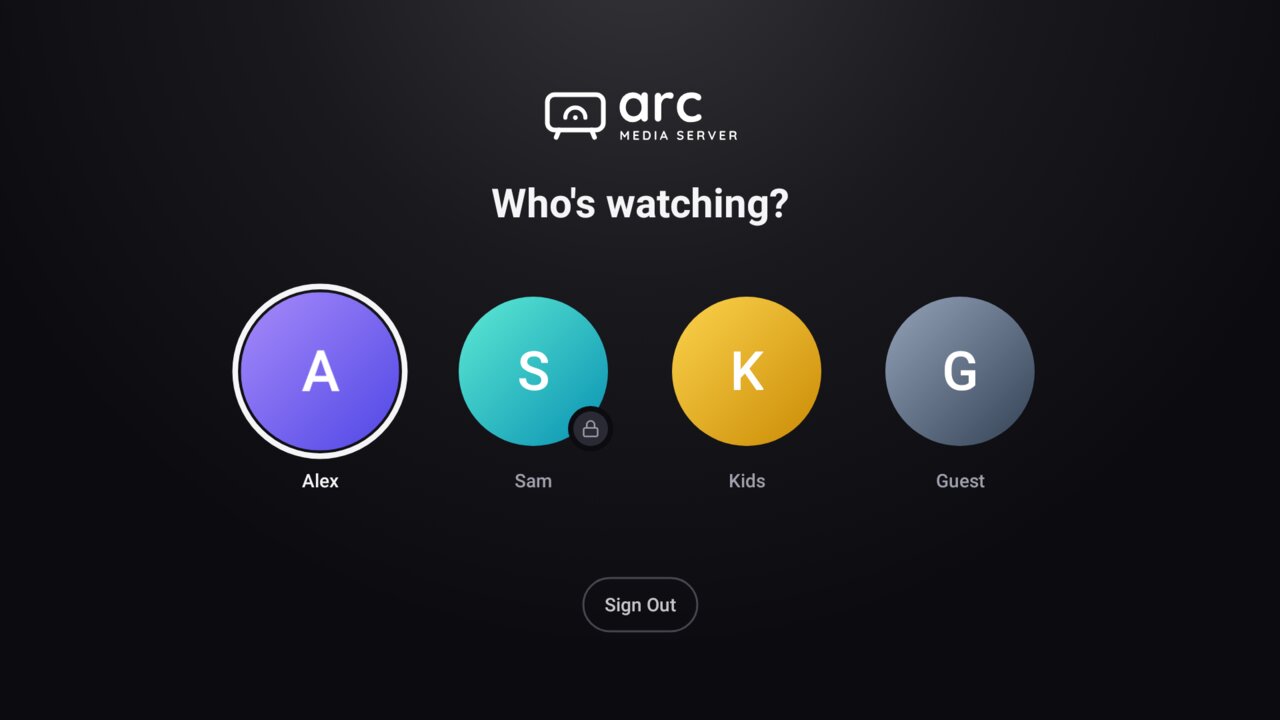 arc
MEDIA SERVER
Who's watching?
A
S
K
G
Alex
Sam
Kids
Guest
Sign Out